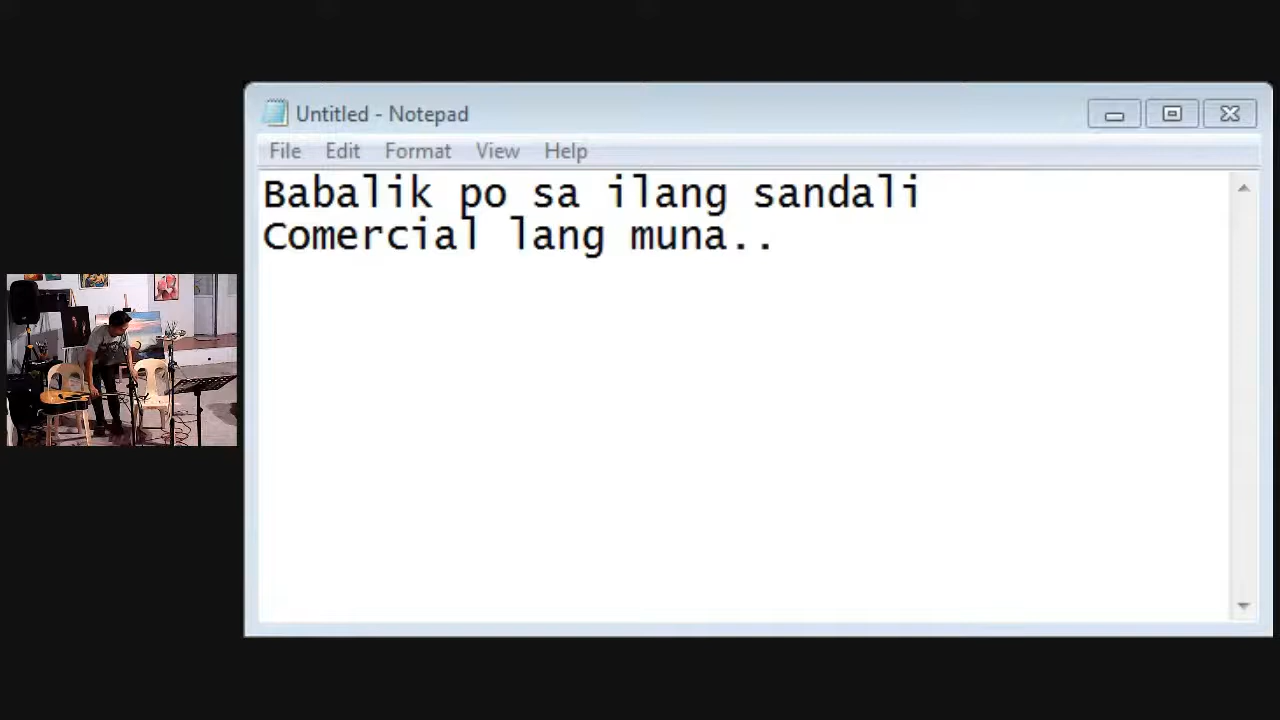 Untitled - Notepad
File Edit Format View Help
Babalik po sa ilang sandali
Comercial lang muna..